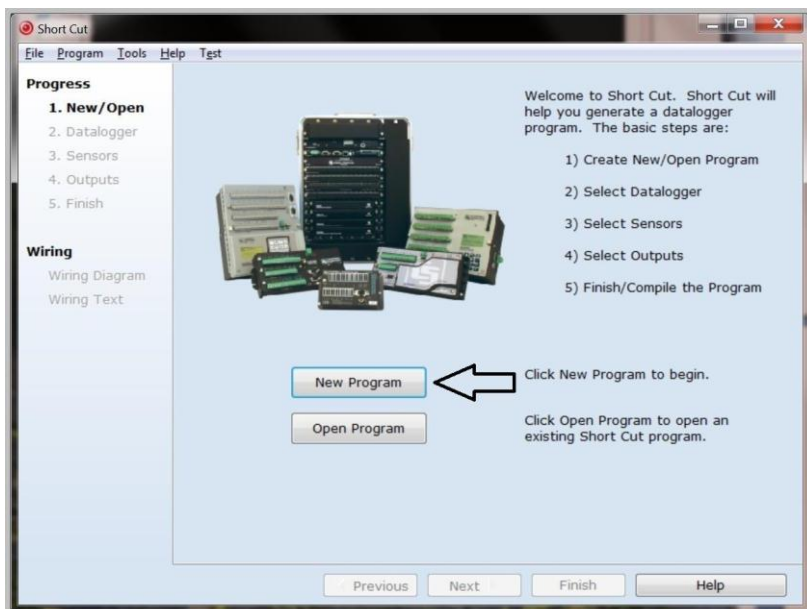 Short Cut
File Program Tools Help Test
Progress
1. New/Open
2. Datalogger
3. Sensors
4. Outputs
5. Finish
Wiring
Wiring Diagram
Wiring Text
Welcome to Short Cut. Short Cut will
help you generate a datalogger
program. The basic steps are:
1) Create New/Open Program
2) Select Datalogger
3) Select Sensors
4) Select Outputs
5) Finish/Compile the Program
New Program
Click New Program to begin.
Open Program
Click Open Program to open an
existing Short Cut program.
Previous Next Finish Help